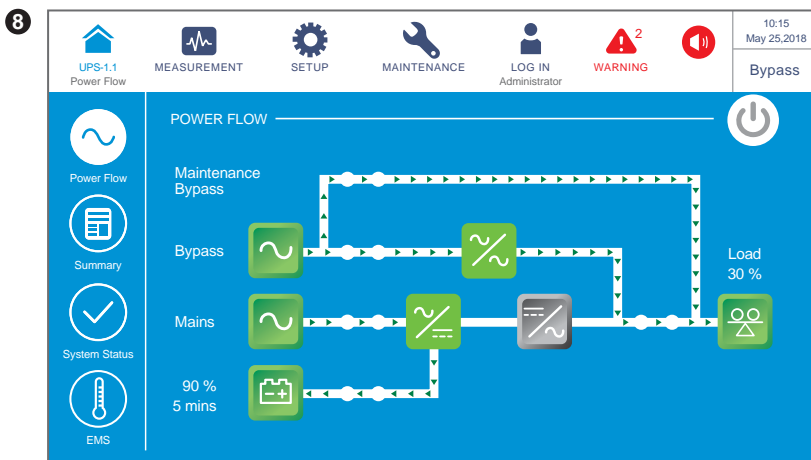 8
UPS-1.1
Power Flow
MEASUREMENT
SETUP
MAINTENANCE
LOG IN
Administrator
2
WARNING
10:15
May 25,2018
Bypass
POWER FLOW
Power Flow
Summary
System Status
EMS
Maintenance
Bypass
Bypass
Mains
90 %
5 mins
Load
30 %